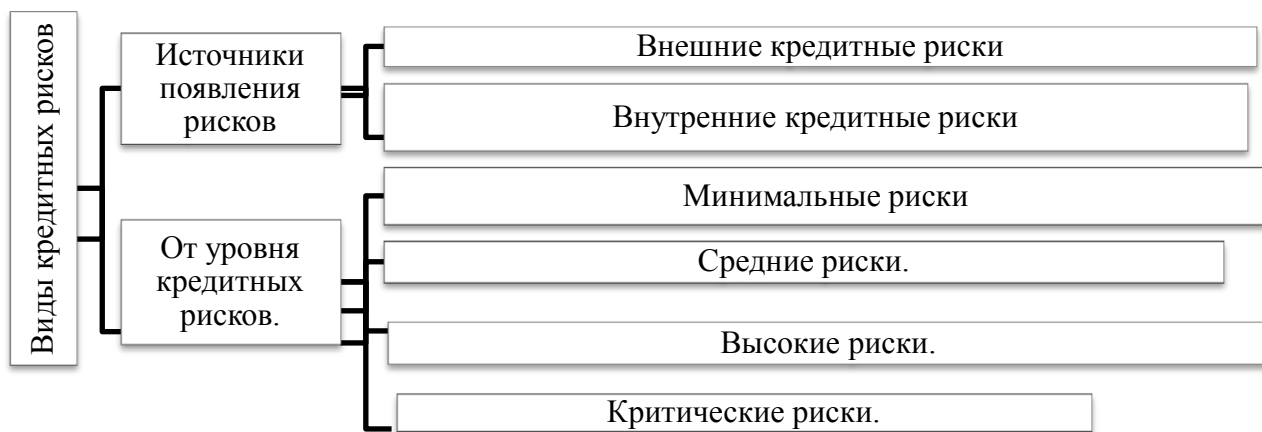 Виды кредитных рисков
Источники
появления
рисков
Внешние кредитные риски
Внутренние кредитные риски
От уровня
кредитных
рисков.
Минимальные риски
Средние риски.
Высокие риски.
Критические риски.